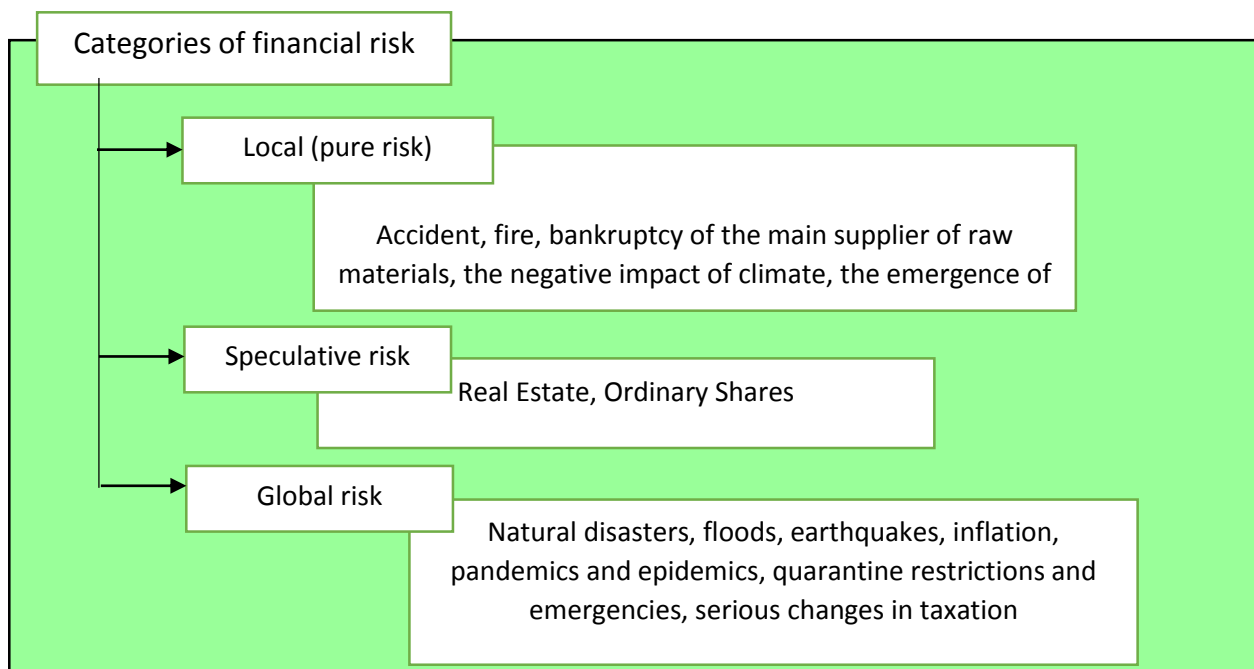 Categories of financial risk
Local (pure risk)
Accident, fire, bankruptcy of the main supplier of raw
materials, the negative impact of climate, the emergence of
Speculative risk
Real Estate, Ordinary Shares
Global risk
Natural disasters, floods, earthquakes, inflation,
pandemics and epidemics, quarantine restrictions and
emergencies, serious changes in taxation